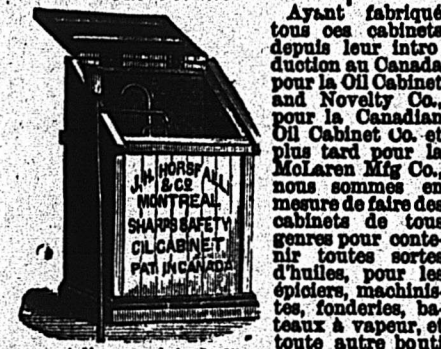 J.H. HORSFALL
& CO
MONTREAL
SHARPS SAFETY
OIL CABINET
PAT. IN CANADA
Ayant fabriqué
tous ces cabinets
depuis leur intro
duction au Canada
pour la Oil Cabinet
and Novelty Co.,
pour la Canadian
Oil Cabinet Co. et
plus tard pour la
McLaren Mfg Co.,
nous sommes en
mesure de faire des
cabinets de tous
genres pour conte-
nir toutes sortes
d'huiles, pour les
épiciers, machinis-
tes, fonderies, ba-
teaux à vapeur, et
toute autre bouti